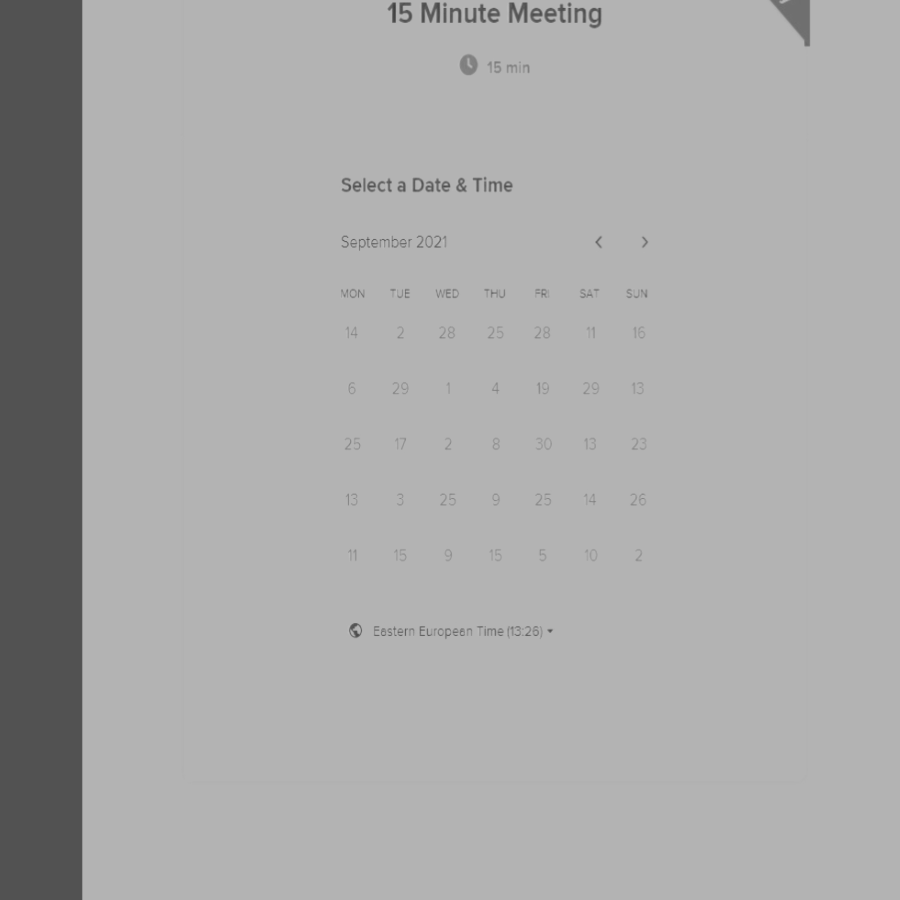 15 Minute Meeting
15 min
Select a Date & Time
September 2021
MON TUE WED THU FRI SAT SUN
14 2 28 25 28 11 16
6 29 1 4 19 29 13
25 17 2 8 30 13 23
13 3 25 9 25 14 26
11 15 9 15 5 10 2
Eastern European Time (13:26)